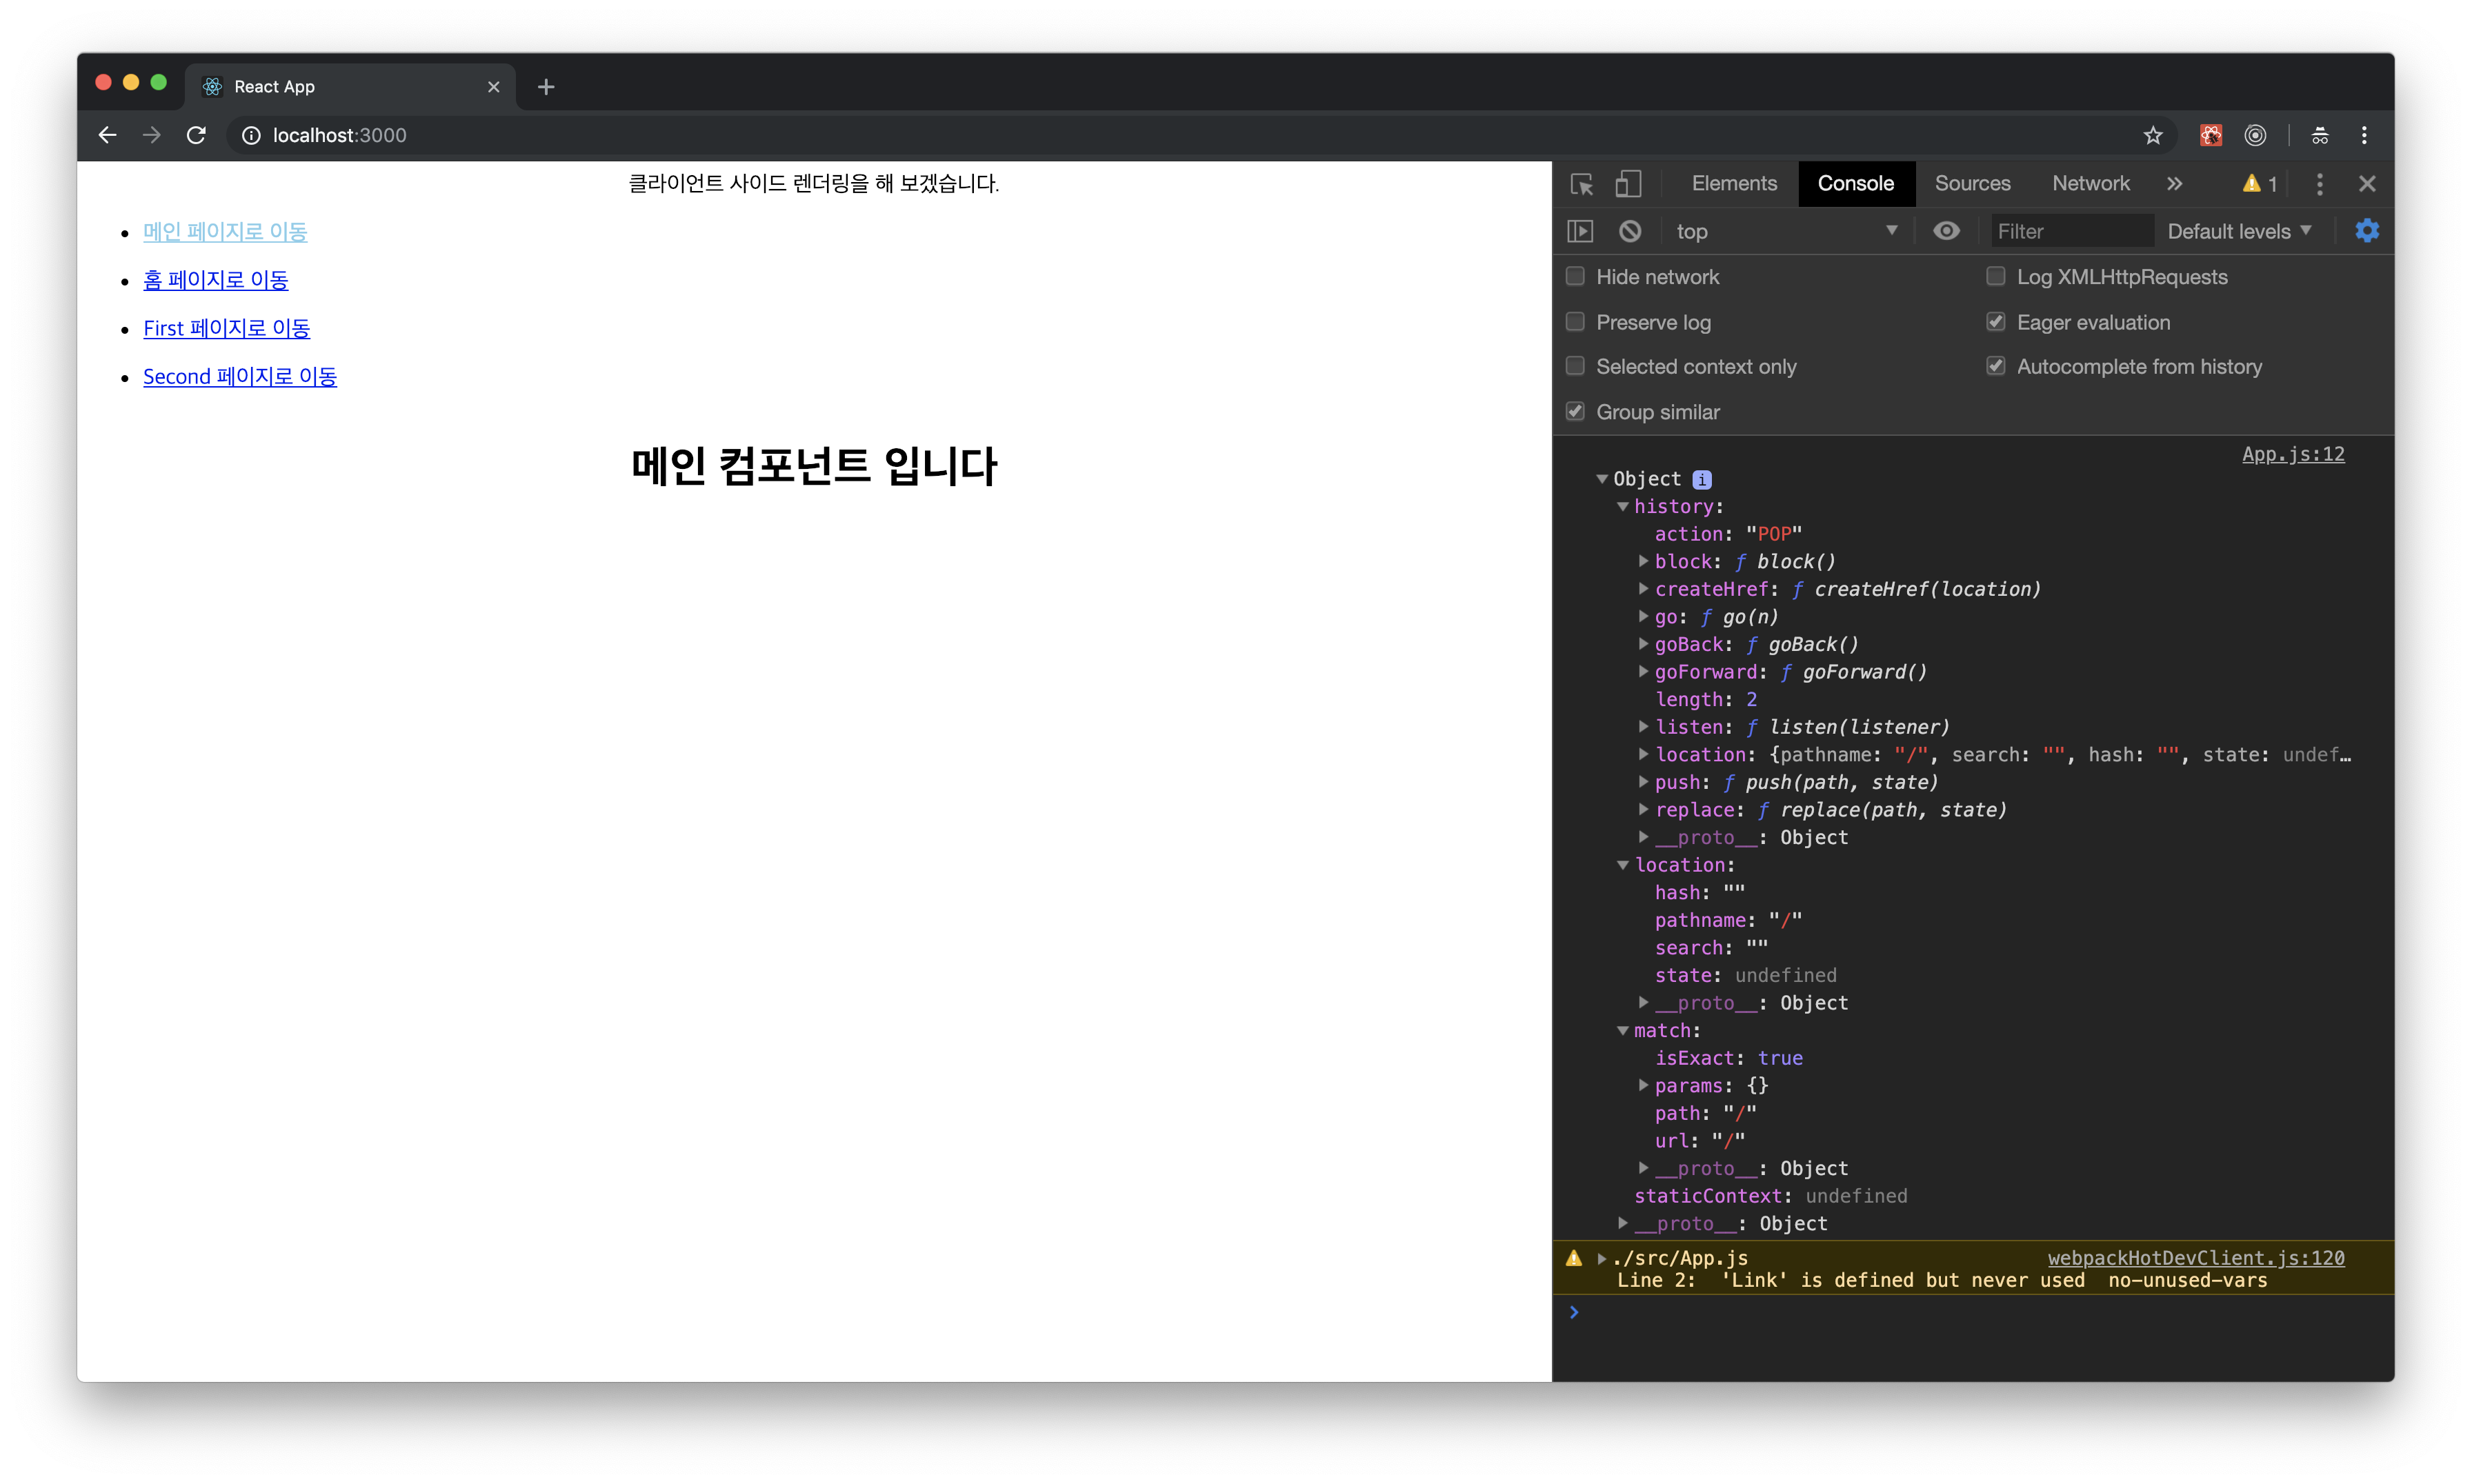 React App
localhost:3000
클라이언트 사이드 렌더링을 해 보겠습니다.
메인 페이지로 이동
홈 페이지로 이동
First 페이지로 이동
Second 페이지로 이동
메인 컴포넌트 입니다
Elements Console Sources Network » 1
top Filter Default levels
Hide network Log XMLHttpRequests
Preserve log Eager evaluation
Selected context only Autocomplete from history
Group similar
App.js:12
Object i
history:
action: "POP"
block: ƒ block()
createHref: ƒ createHref(location)
go: ƒ go(n)
goBack: ƒ goBack()
goForward: ƒ goForward()
length: 2
listen: ƒ listen(listener)
location: {pathname: "/", search: "", hash: "", state: undef…
push: ƒ push(path, state)
replace: ƒ replace(path, state)
__proto__: Object
location:
hash: ""
pathname: "/"
search: ""
state: undefined
__proto__: Object
match:
isExact: true
params: {}
path: "/"
url: "/"
__proto__: Object
staticContext: undefined
__proto__: Object
./src/App.js webpackHotDevClient.js:120
Line 2:  'Link' is defined but never used  no-unused-vars